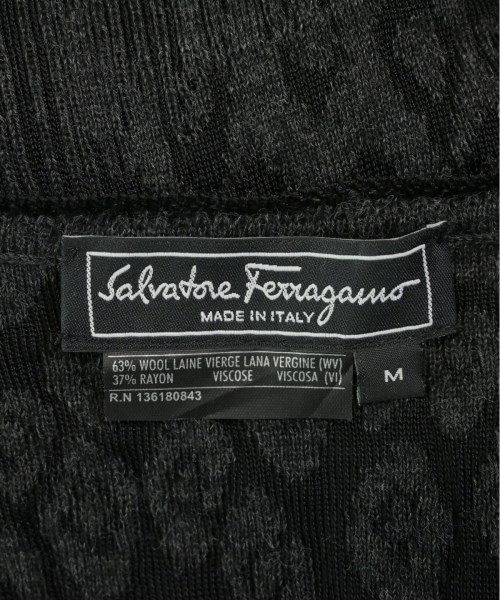 Salvatore Ferragamo
MADE IN ITALY
63% WOOL LAINE VIERGE LANA VERGINE (WV)
37% RAYON VISCOSE VISCOSA (VI)
R.N 136180843
M